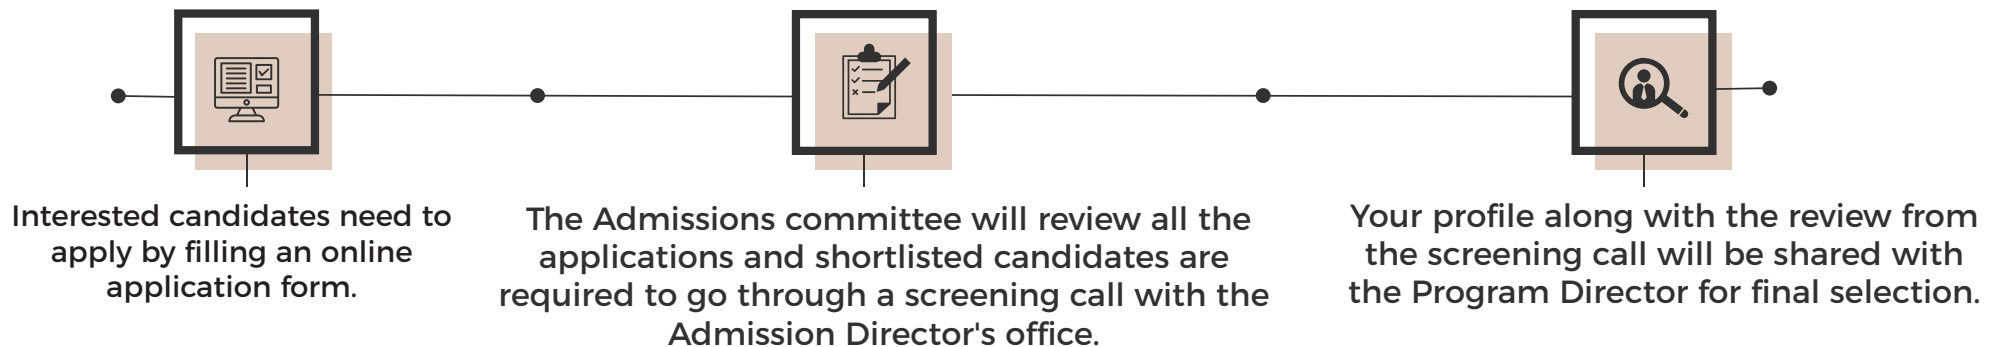 Interested candidates need to
apply by filling an online
application form.
The Admissions committee will review all the
applications and shortlisted candidates are
required to go through a screening call with the
Admission Director's office.
Your profile along with the review from
the screening call will be shared with
the Program Director for final selection.